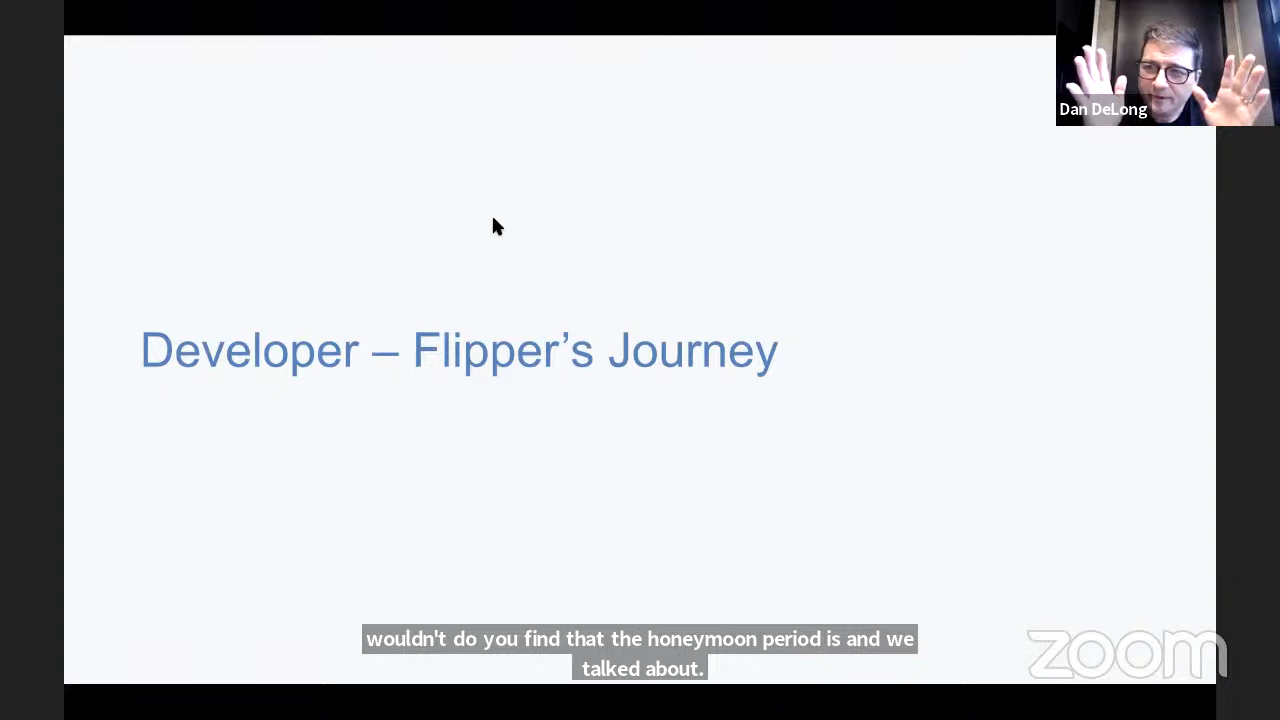 Dan DeLong
Developer – Flipper’s Journey
wouldn't do you find that the honeymoon period is and we
talked about.
zoom